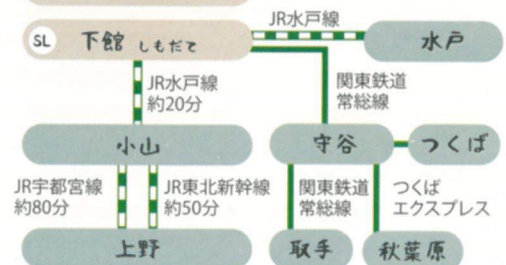 JR水戸線
SL 下館 しもだて 水戸
JR水戸線
約20分
関東鉄道
常総線
小山 守谷 つくば
JR宇都宮線
約80分
JR東北新幹線
約50分
関東鉄道
常総線
つくば
エクスプレス
上野 取手 秋葉原